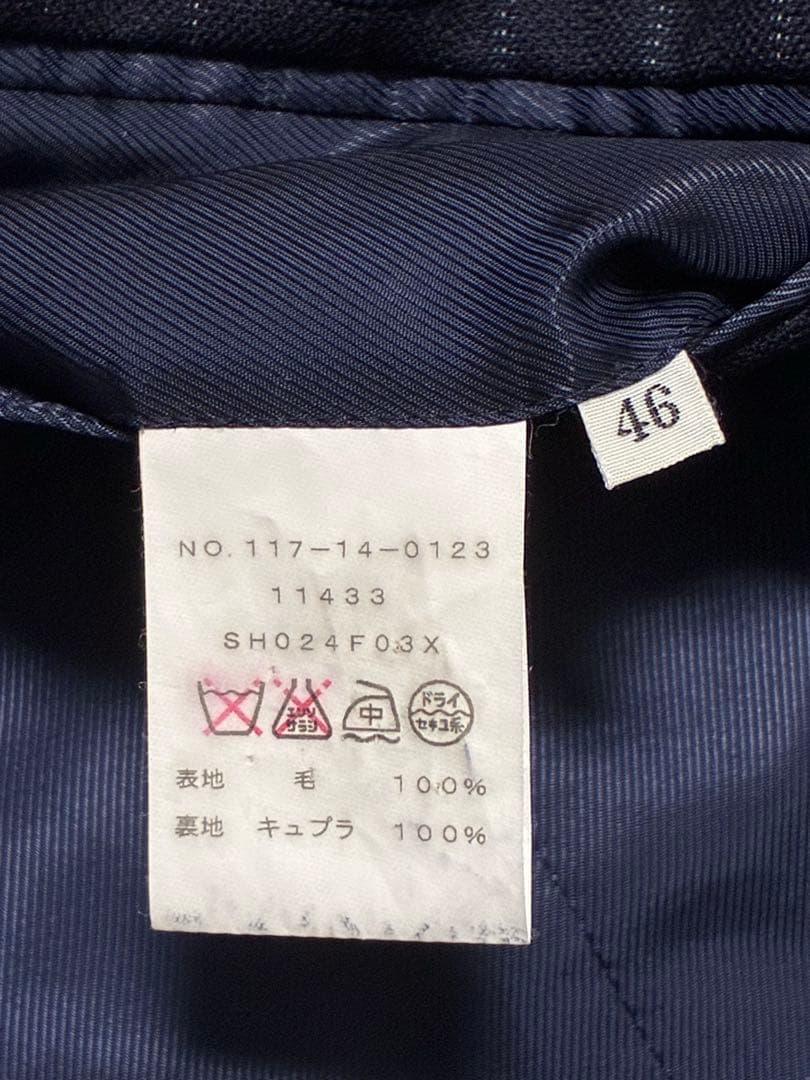 46
NO.117-14-0123
11433
SH024F03X
エンソ サラシ 中 ドライ セキユ系
表地 毛 100%
裏地 キュプラ 100%